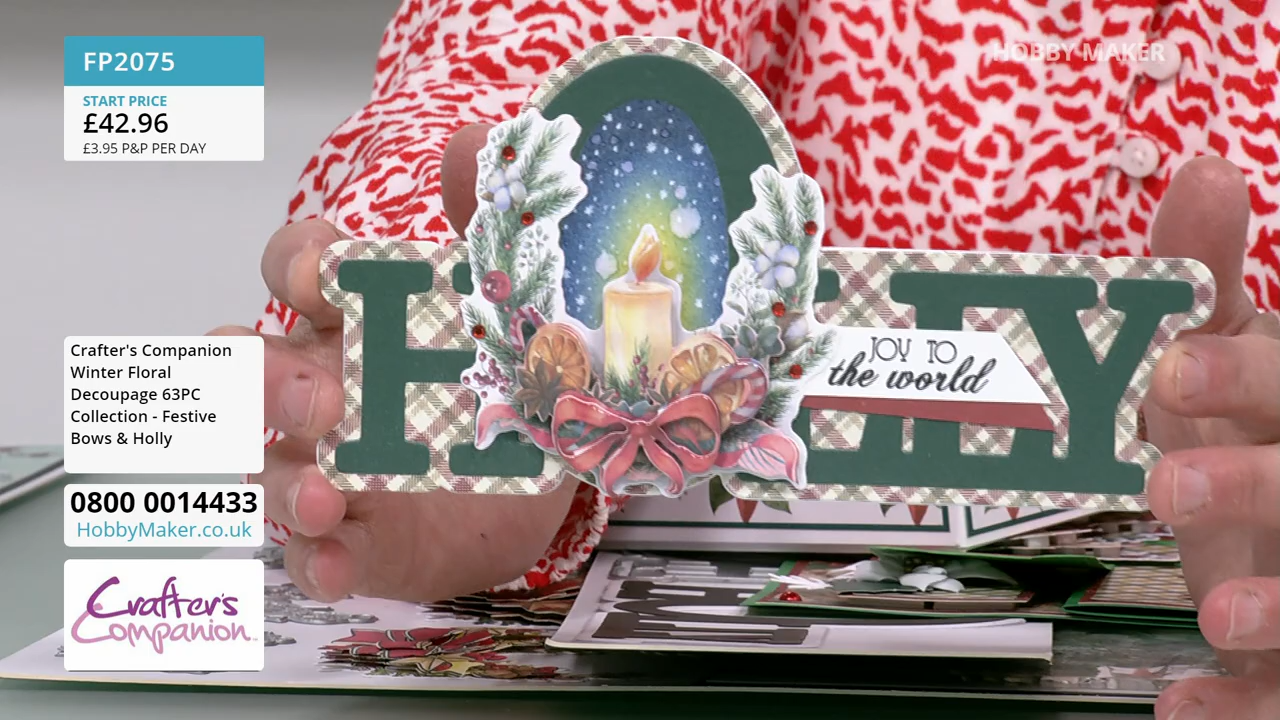 FP2075
START PRICE
£42.96
£3.95 P&P PER DAY
HOBBY MAKER
Crafter's Companion
Winter Floral
Decoupage 63PC
Collection - Festive
Bows & Holly
0800 0014433
HobbyMaker.co.uk
Crafter's
Companion
HOLLY
JOY TO
the world